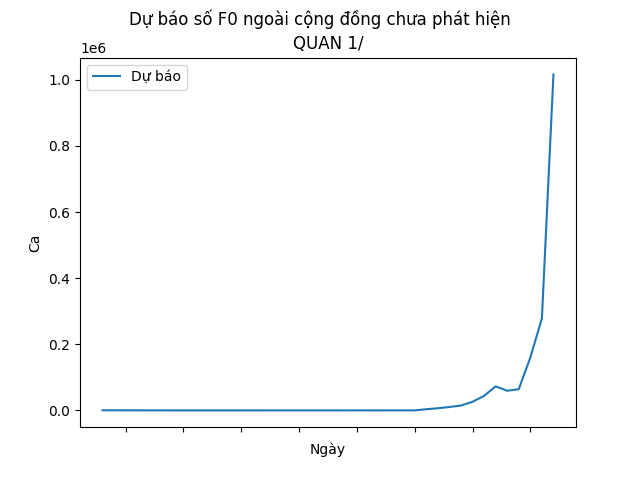 Dự báo số F0 ngoài cộng đồng chưa phát hiện
QUAN 1/
1e6
Dự báo
1.0
0.8
0.6
0.4
0.2
0.0
Ca
Ngày